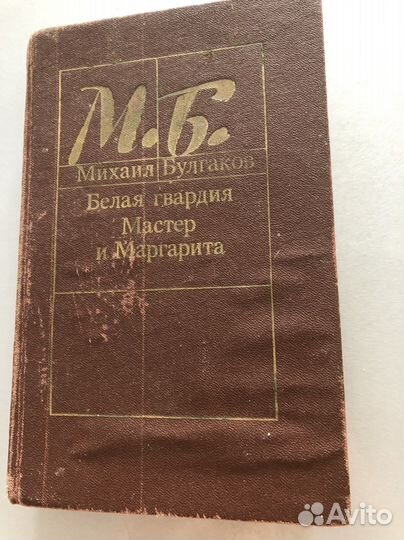 М.Б.
Михаил Булгаков
Белая гвардия
Мастер
и Маргарита
Avito